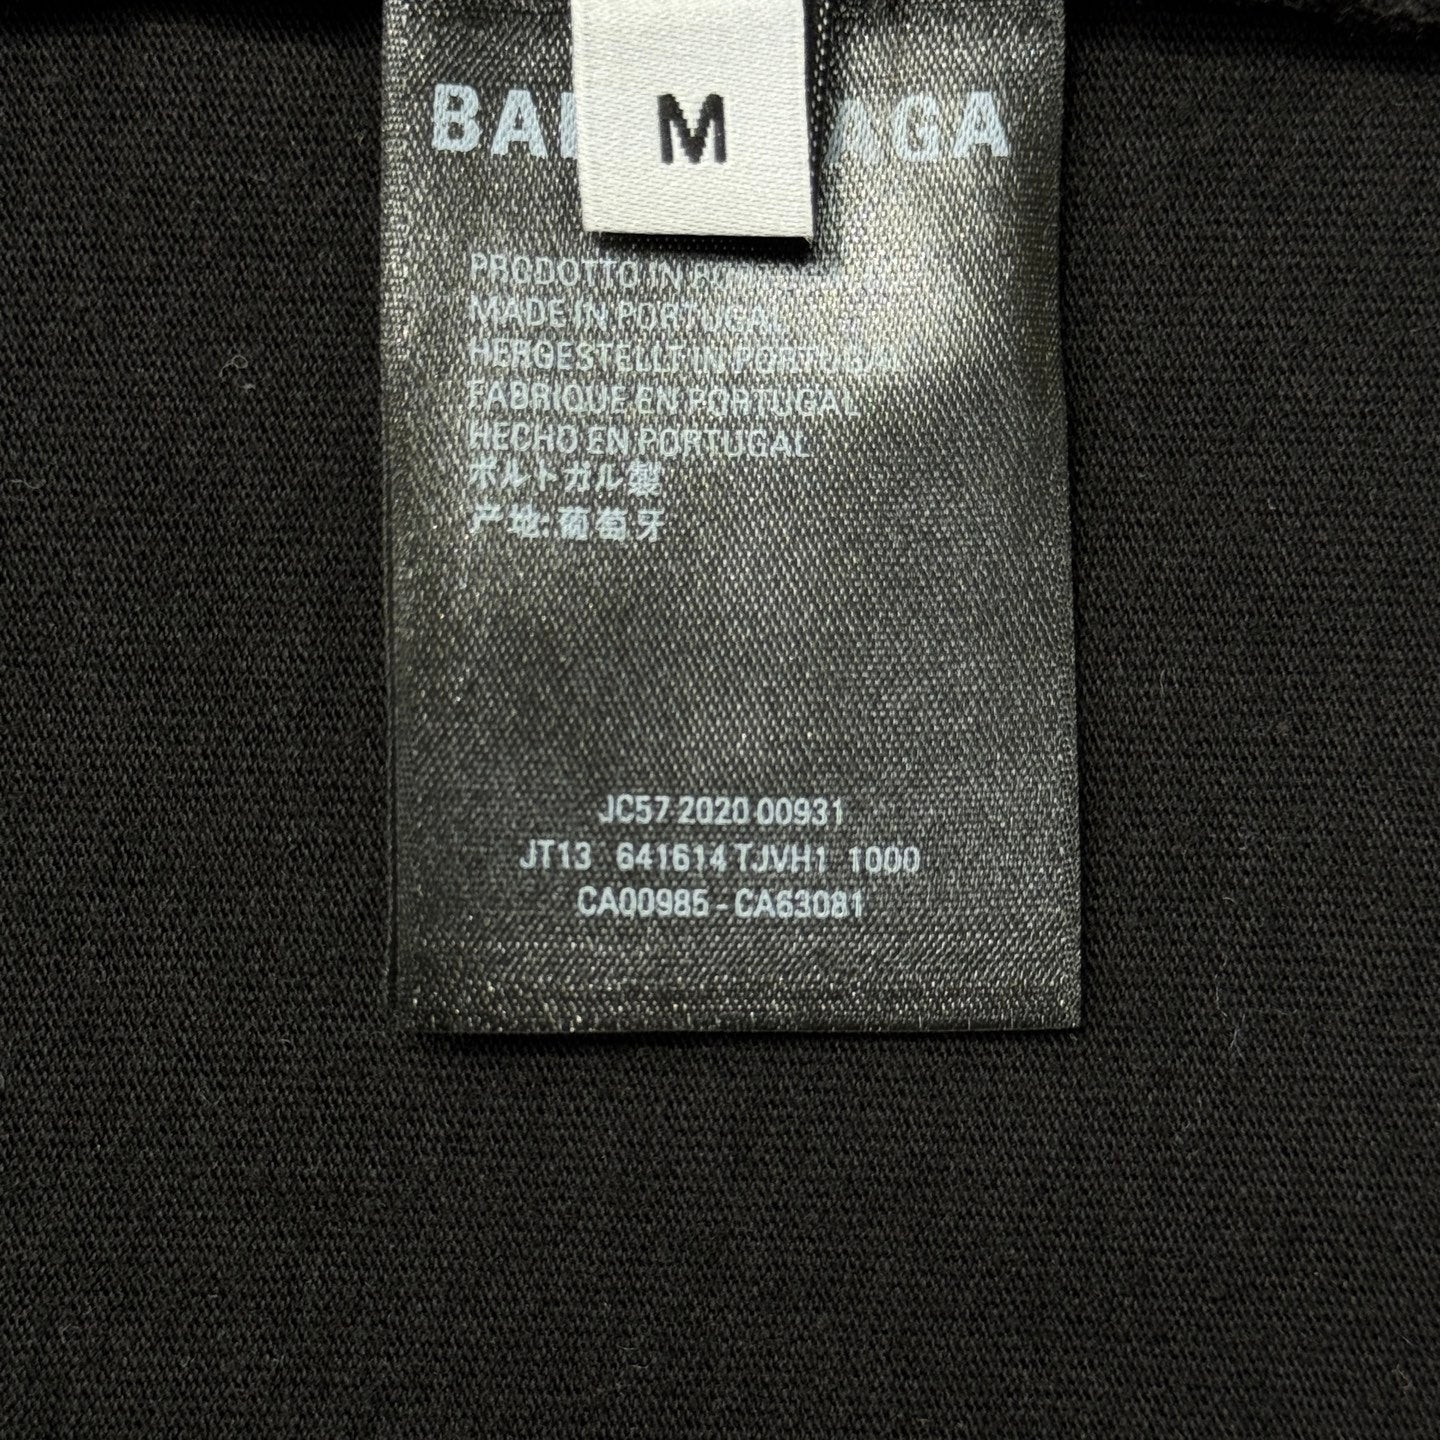 M
PRODOTTO IN
MADE IN PORTUGAL
HERGESTELLT IN PORTUGAL
FABRIQUE EN PORTUGAL
HECHO EN PORTUGAL
ポルトガル製
产地:葡萄牙
JC57 2020 00931
JT13 641614 TJVH1 1000
CA00985 - CA63081